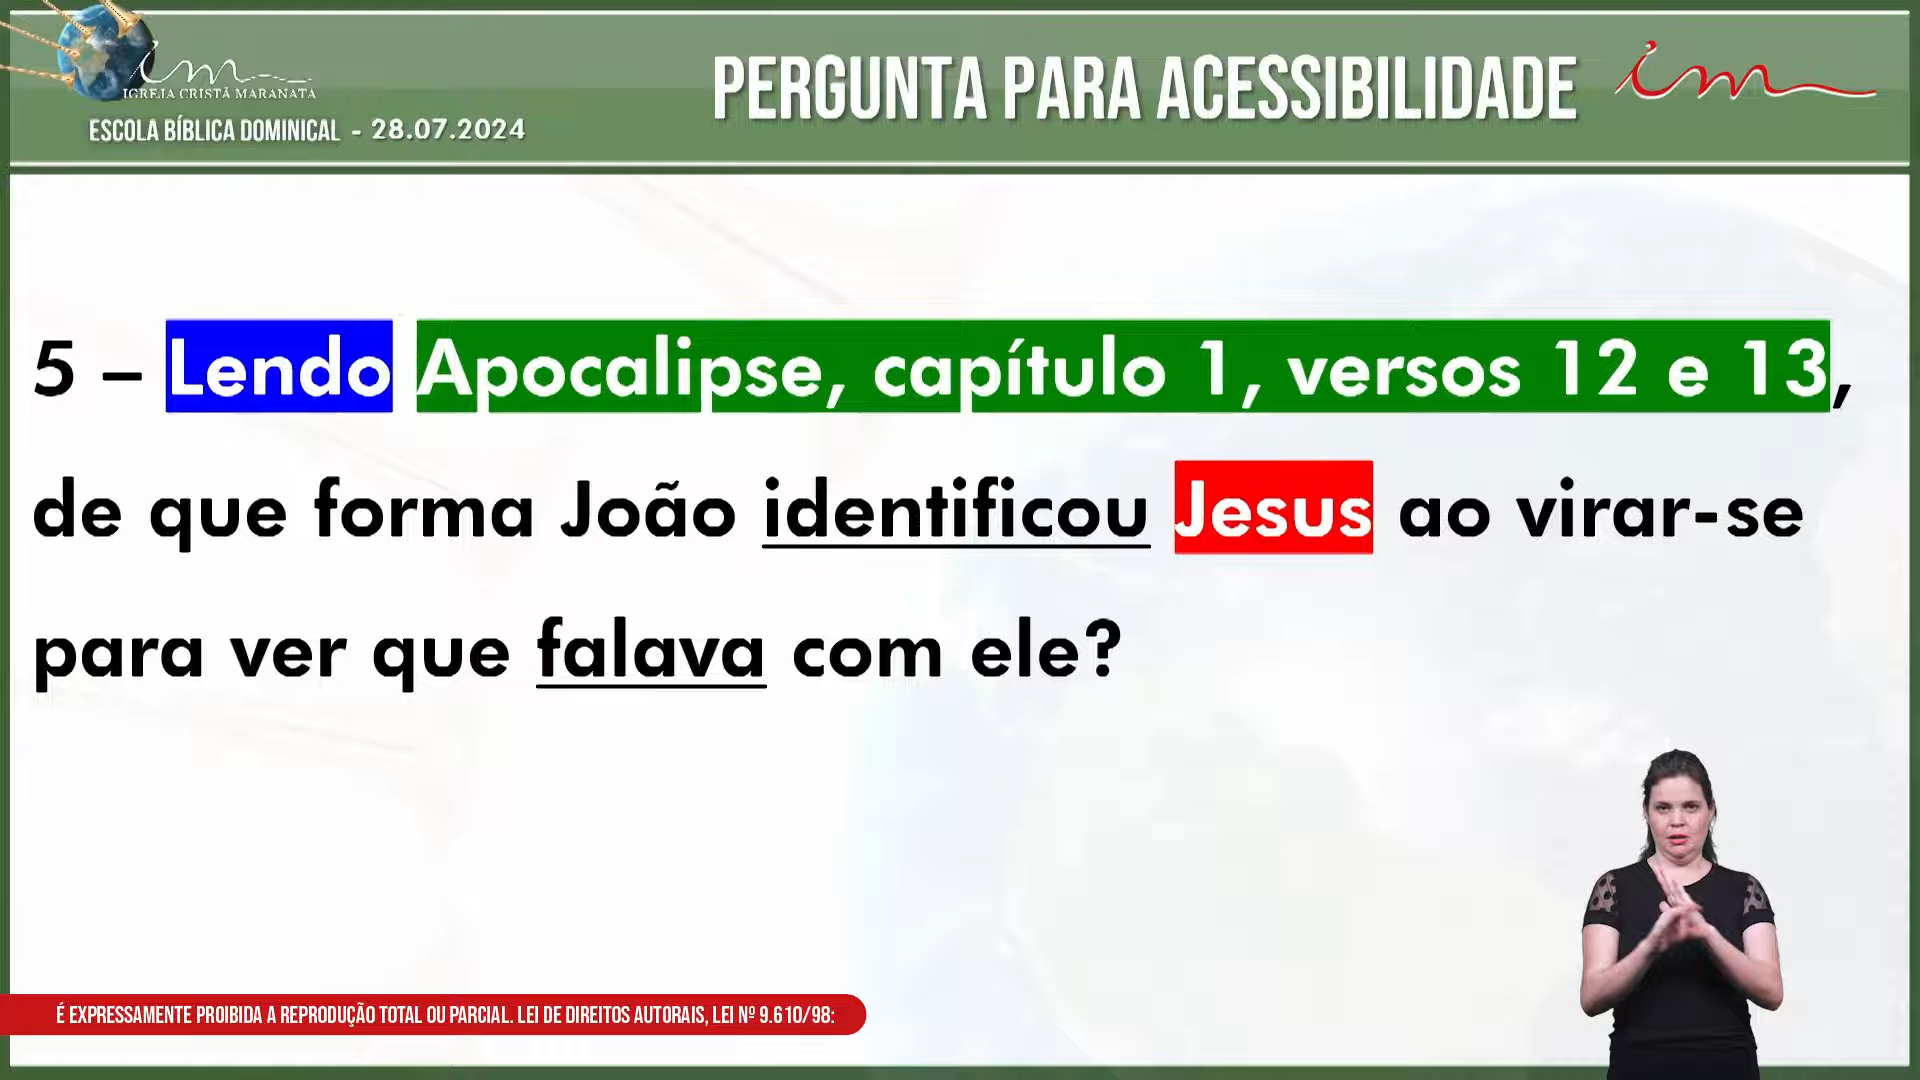 im
IGREJA CRISTÃ MARANATA
ESCOLA BÍBLICA DOMINICAL - 28.07.2024
PERGUNTA PARA ACESSIBILIDADE
im
5 – Lendo Apocalipse, capítulo 1, versos 12 e 13,
de que forma João identificou Jesus ao virar-se
para ver que falava com ele?
É EXPRESSAMENTE PROIBIDA A REPRODUÇÃO TOTAL OU PARCIAL. LEI DE DIREITOS AUTORAIS, LEI Nº 9.610/98: